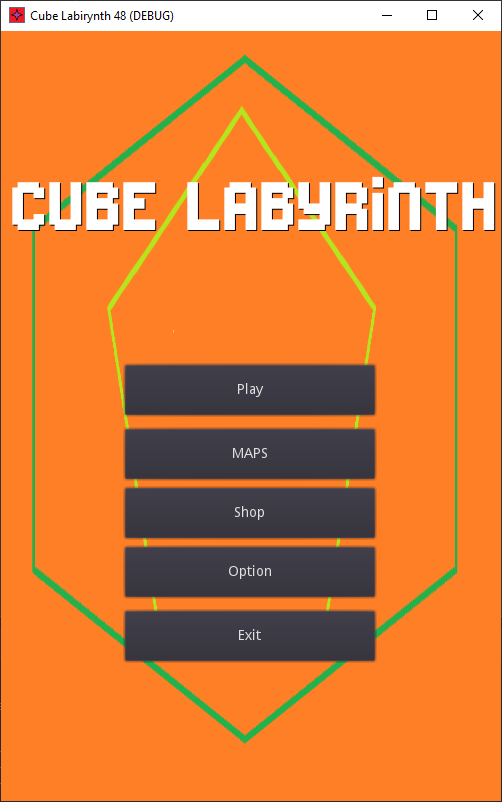 Cube Labirynth 48 (DEBUG)
CUBE LABYRiNTH
Play
MAPS
Shop
Option
Exit